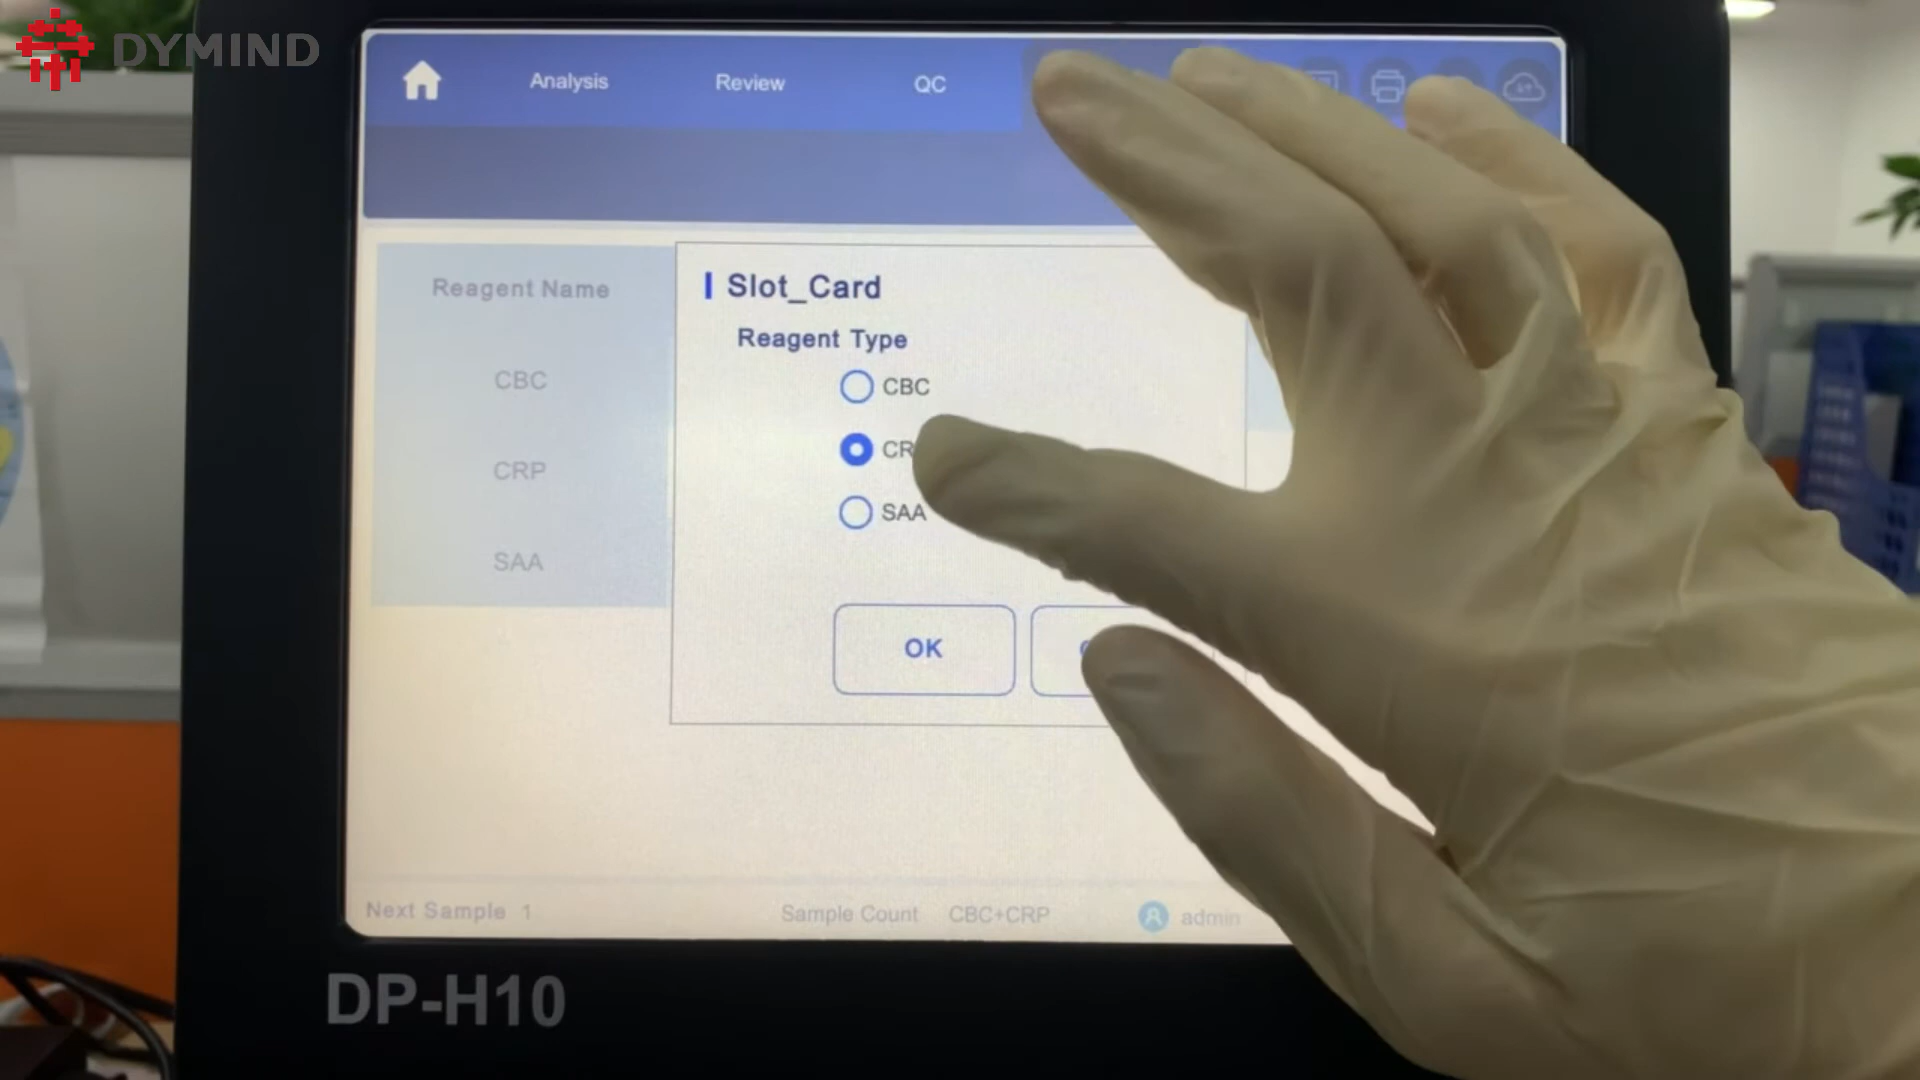 DYMIND
Analysis Review QC
Reagent Name
CBC
CRP
SAA
Slot_Card
Reagent Type
CBC
CR
SAA
OK
Next Sample 1 Sample Count CBC+CRP admin
DP-H10